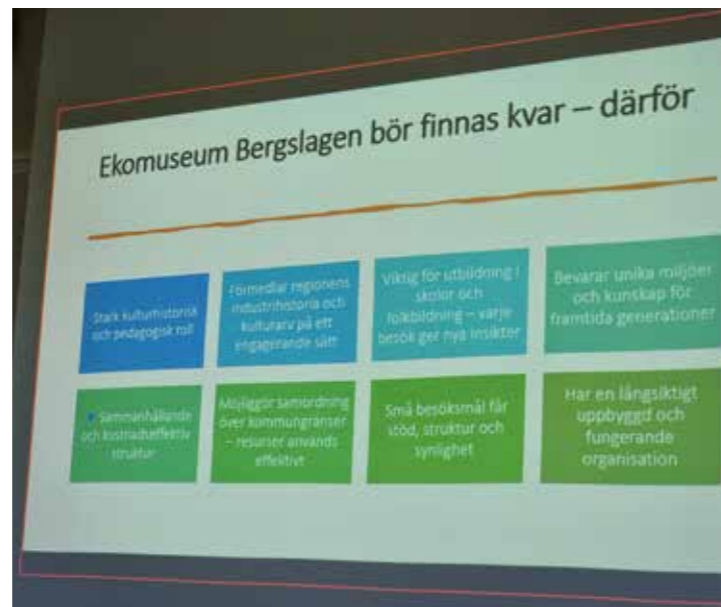 Ekomuseum Bergslagen bör finnas kvar – därför
Stark kulturhistorisk
och pedagogisk roll
Förmedlar regionens
industrihistoria och
kulturarv på ett
engagerande sätt
Viktig för utbildning i
skolor och
folkbildning – varje
besök ger nya insikter
Bevarar unika miljöer
och kunskap för
framtida generationer
Sammanhållande
och kostnadseffektiv
struktur
Möjliggör samordning
över kommungränser
– resurser används
effektivt
Små besöksmål får
stöd, struktur och
synlighet
Har en långsiktigt
uppbyggd och
fungerande
organisation